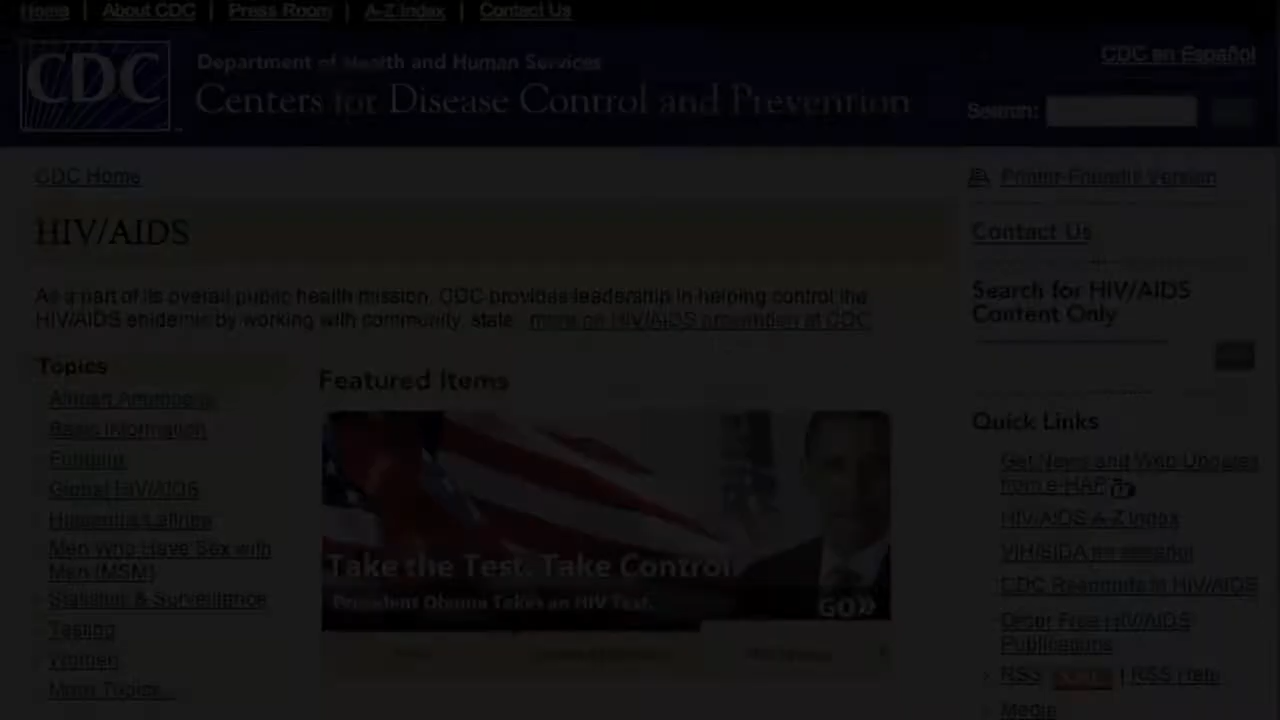 Home | About CDC | Press Room | A-Z Index | Contact Us
CDC
Department of Health and Human Services
Centers for Disease Control and Prevention
CDC en Español
Search:
CDC Home
HIV/AIDS
As a part of its overall public health mission, CDC provides leadership in helping control the
HIV/AIDS epidemic by working with community, state, more on HIV/AIDS prevention at CDC
Topics
African Americans
Basic Information
Funding
Global HIV/AIDS
Hispanics/Latinos
Men Who Have Sex with
Men (MSM)
Statistics & Surveillance
Testing
Women
More Topics...
Featured Items
Take the Test. Take Control.
President Obama Takes an HIV Test.
GO»
Printer-Friendly Version
Contact Us
Search for HIV/AIDS
Content Only
Quick Links
Get News and Web Updates
from e-HAP
HIV/AIDS A-Z Index
VIH/SIDA en español
CDC Responds to HIV/AIDS
Order Free HIV/AIDS
Publications
RSS | RSS Help
Media